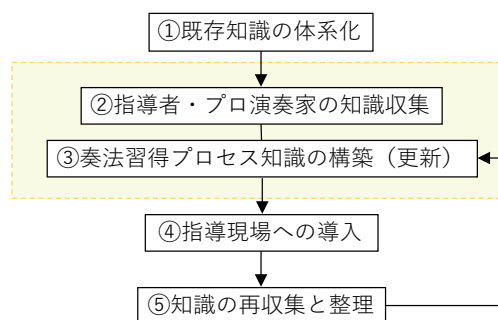 ①既存知識の体系化
②指導者・プロ演奏家の知識収集
③奏法習得プロセス知識の構築（更新）
④指導現場への導入
⑤知識の再収集と整理